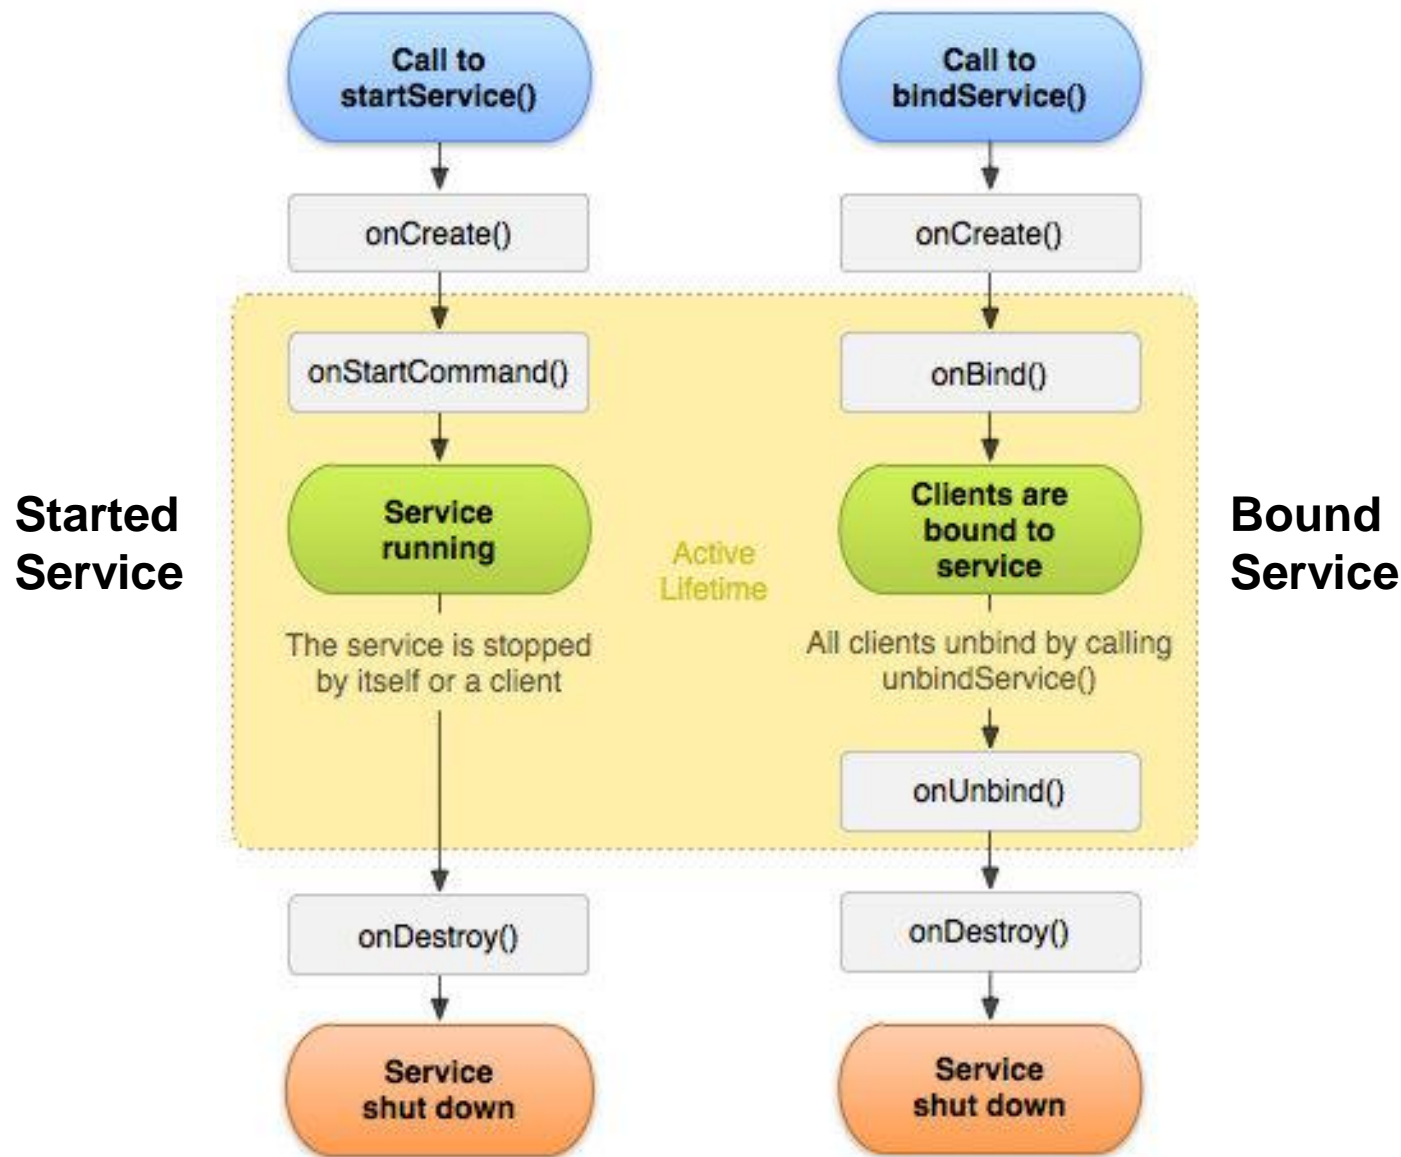 Call to
startService()
onCreate()
onStartCommand()
Service
running
The service is stopped
by itself or a client
onDestroy()
Service
shut down
Started
Service
Active
Lifetime
Call to
bindService()
onCreate()
onBind()
Clients are
bound to
service
All clients unbind by calling
unbindService()
onUnbind()
onDestroy()
Service
shut down
Bound
Service